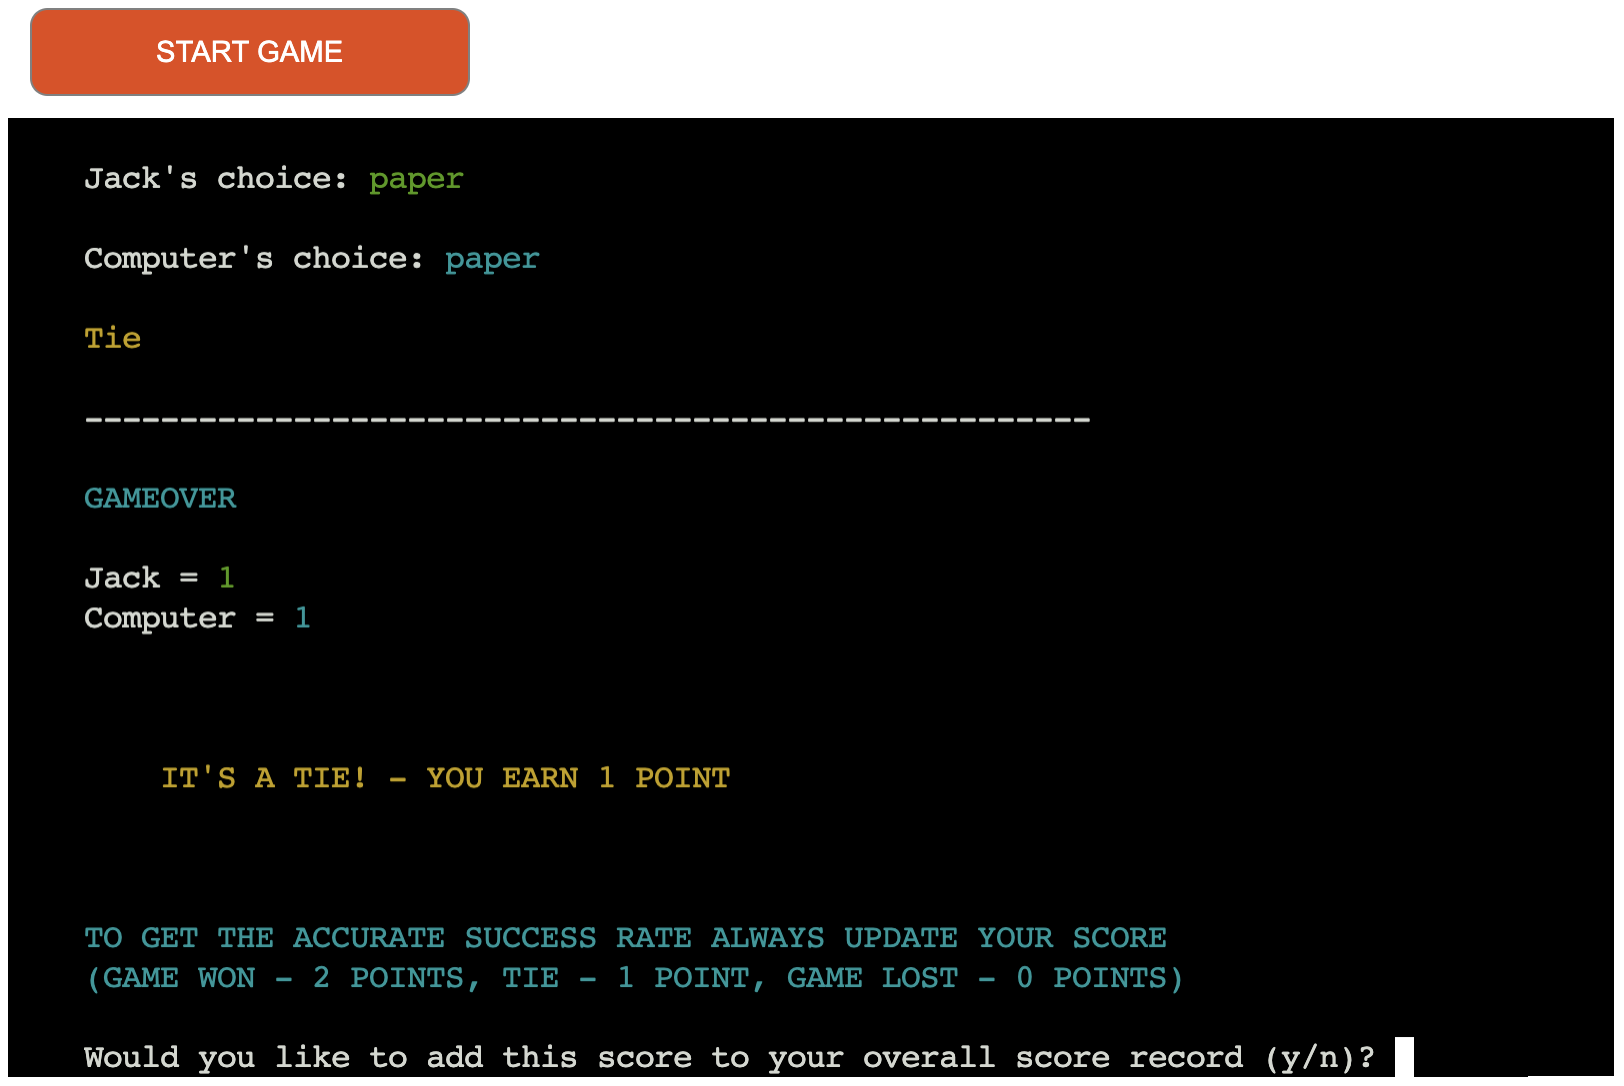 START GAME
Jack's choice: paper
Computer's choice: paper
Tie
-----------------------------------------------------
GAMEOVER
Jack = 1
Computer = 1
IT'S A TIE! - YOU EARN 1 POINT
TO GET THE ACCURATE SUCCESS RATE ALWAYS UPDATE YOUR SCORE
(GAME WON - 2 POINTS, TIE - 1 POINT, GAME LOST - 0 POINTS)
Would you like to add this score to your overall score record (y/n)?